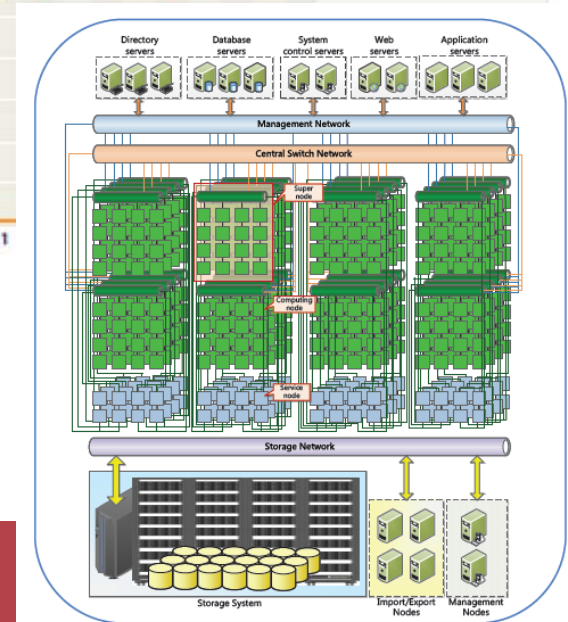 Directory
servers
Database
servers
System
control servers
Web
servers
Application
servers
Management Network
Central Switch Network
Super
node
Computing
node
Service
node
Storage Network
Storage System
Import/Export
Nodes
Management
Nodes